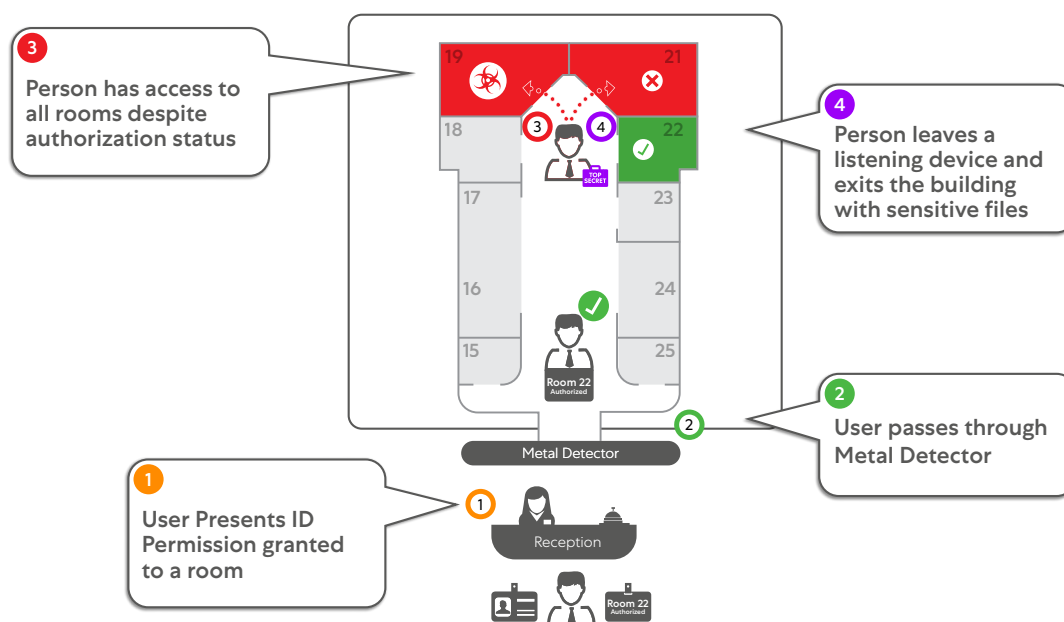 3
Person has access to
all rooms despite
authorization status
19
21
3
4
18
22
TOP
SECRET
17
23
16
24
15
25
Room 22
Authorized
4
Person leaves a
listening device and
exits the building
with sensitive files
2
User passes through
Metal Detector
2
Metal Detector
1
User Presents ID
Permission granted
to a room
1
Reception
Room 22
Authorized